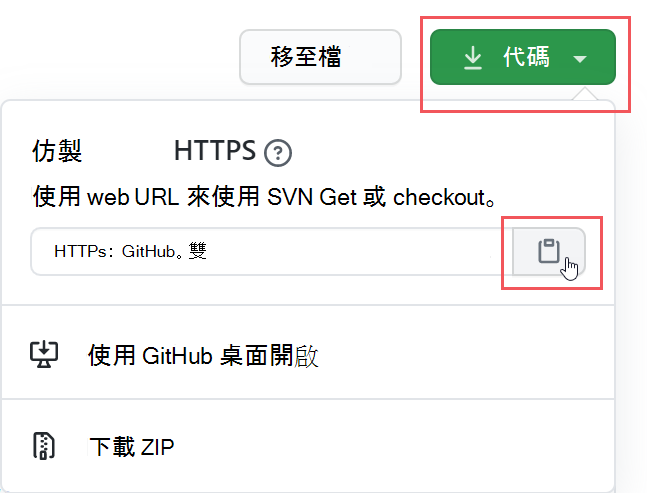 移至檔
代碼
仿製 HTTPS
使用 web URL 來使用 SVN Get 或 checkout。
HTTPs： GitHub。雙
使用 GitHub 桌面開啟
下載 ZIP